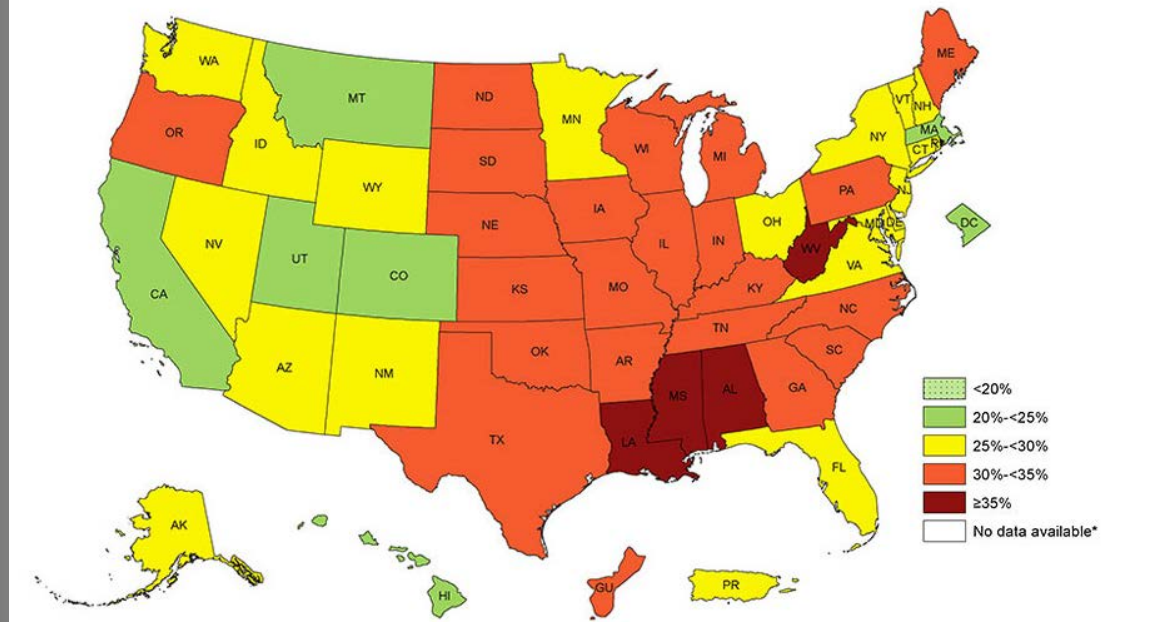 WA
MT
ND
MN
ME
OR
ID
SD
WI
MI
VT
NH
NY
MA
CT
WY
NE
IA
PA
NJ
NV
UT
CO
IL
IN
OH
MD
DE
DC
WV
VA
CA
KS
MO
KY
NC
TN
AZ
NM
OK
AR
SC
MS
AL
GA
TX
LA
FL
AK
HI
GU
PR
<20%
20%-<25%
25%-<30%
30%-<35%
≥35%
No data available*